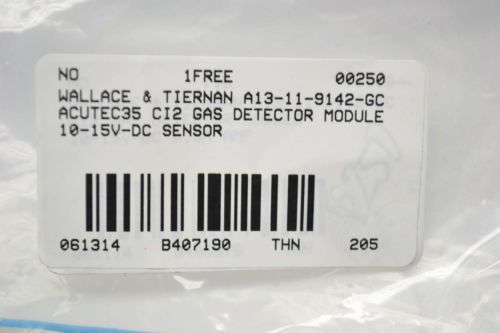 NO 1FREE 00250
WALLACE & TIERNAN A13-11-9142-GC
ACUTEC35 CI2 GAS DETECTOR MODULE
10-15V-DC SENSOR
061314 B407190 THN 205